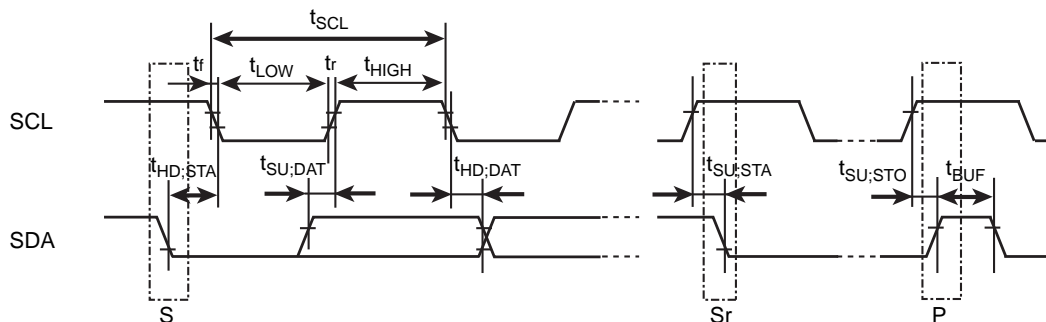 tSCL
tf tLOW tr tHIGH
SCL
tHD;STA tSU;DAT tHD;DAT tSU;STA tSU;STO tBUF
SDA
S Sr P